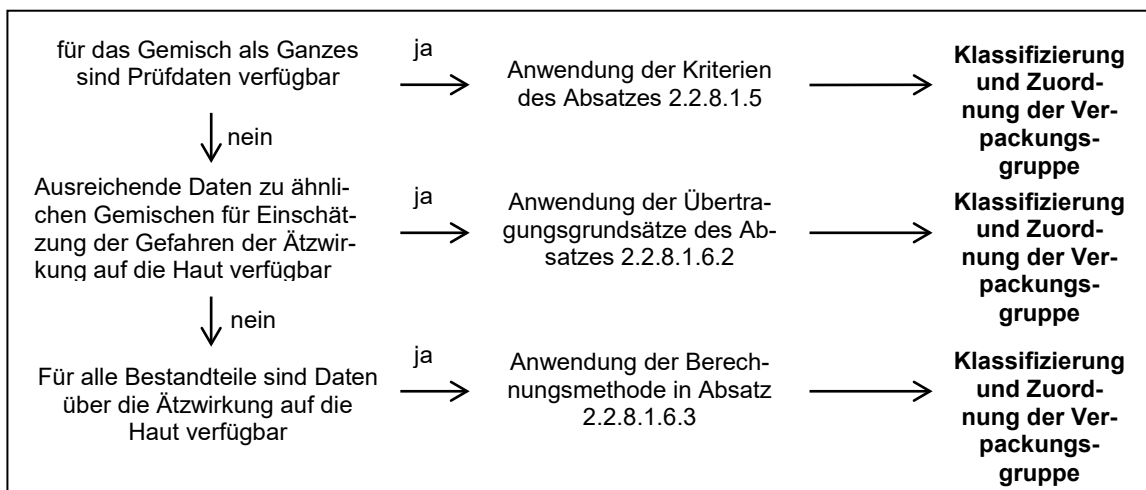 für das Gemisch als Ganzes
sind Prüfdaten verfügbar
ja
Anwendung der Kriterien
des Absatzes 2.2.8.1.5
Klassifizierung
und Zuord-
nung der Ver-
packungs-
gruppe
nein
Ausreichende Daten zu ähnli-
chen Gemischen für Einschät-
zung der Gefahren der Ätzwir-
kung auf die Haut verfügbar
ja
Anwendung der Übertra-
gungsgrundsätze des Ab-
satzes 2.2.8.1.6.2
Klassifizierung
und Zuord-
nung der Ver-
packungs-
gruppe
nein
Für alle Bestandteile sind Daten
über die Ätzwirkung auf die
Haut verfügbar
ja
Anwendung der Berech-
nungsmethode in Absatz
2.2.8.1.6.3
Klassifizierung
und Zuord-
nung der Ver-
packungs-
gruppe